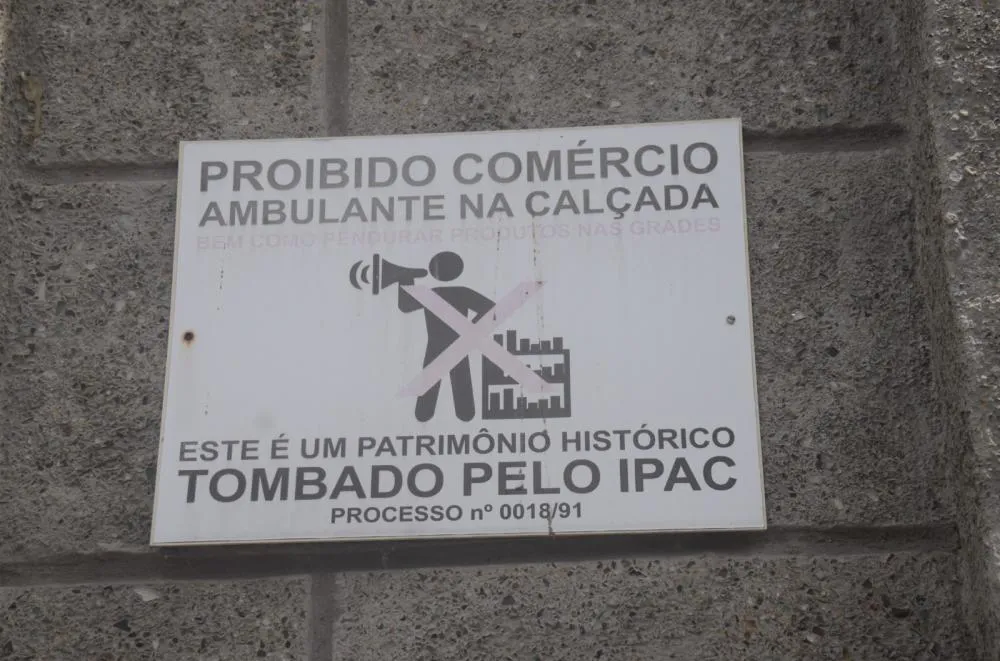 PROIBIDO COMÉRCIO
AMBULANTE NA CALÇADA
BEM COMO PENDURAR PRODUTOS NAS GRADES
ESTE É UM PATRIMÔNIO HISTÓRICO
TOMBADO PELO IPAC
PROCESSO nº 0018/91